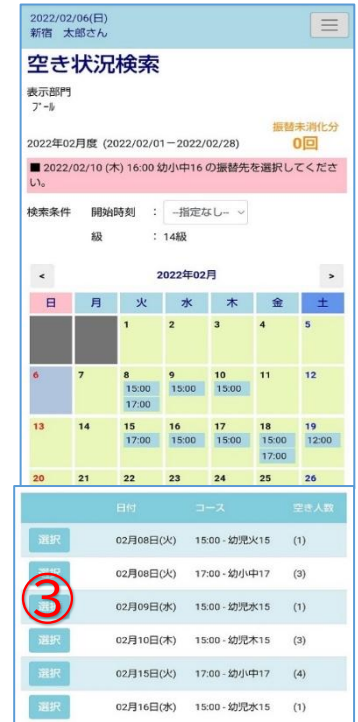 2022/02/06(日)
新宿 太郎さん
空き状況検索
表示部門
プール
振替未消化分
2022年02月度 (2022/02/01－2022/02/28) 0回
■ 2022/02/10 (木) 16:00 幼小中16 の振替先を選択してくださ
い。
検索条件 開始時刻 : --指定なし--
級 : 14級
< 2022年02月 >
日 月 火 水 木 金 土
1 2 3 4 5
6 7 8 9 10 11 12
15:00 15:00 15:00
17:00
13 14 15 16 17 18 19
17:00 15:00 15:00 15:00 12:00
17:00
20 21 22 23 24 25 26
日付 コース 空き人数
選択 02月08日(火) 15:00 - 幼児火15 (1)
選択 02月08日(火) 17:00 - 幼小中17 (3)
③
選択 02月09日(水) 15:00 - 幼児水15 (1)
選択 02月10日(木) 15:00 - 幼児木15 (3)
選択 02月15日(火) 17:00 - 幼小中17 (4)
選択 02月16日(水) 15:00 - 幼児水15 (1)